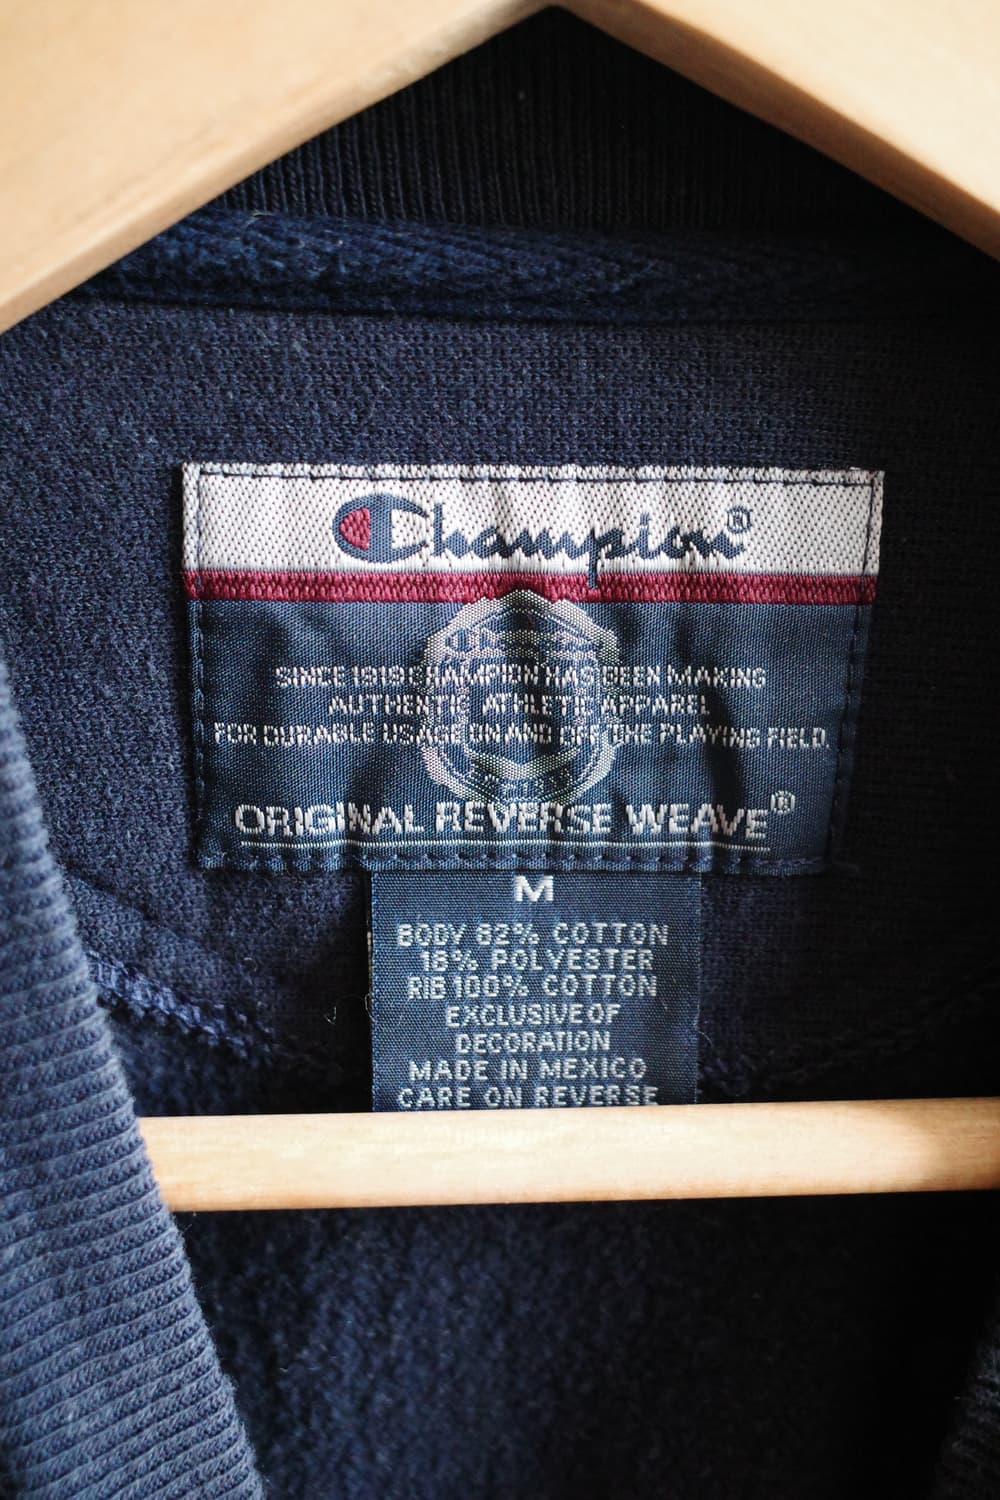 Champion®
SINCE 1919 CHAMPION HAS BEEN MAKING
AUTHENTIC ATHLETIC APPAREL
FOR DURABLE USAGE ON AND OFF THE PLAYING FIELD.
ORIGINAL REVERSE WEAVE®
M
BODY 82% COTTON
18% POLYESTER
RIB 100% COTTON
EXCLUSIVE OF
DECORATION
MADE IN MEXICO
CARE ON REVERSE